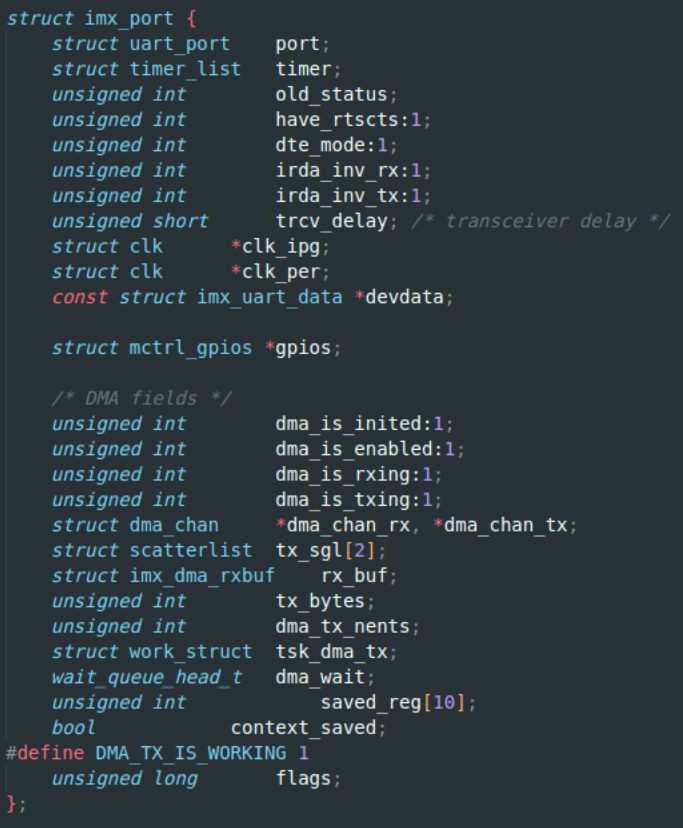 struct imx_port {
    struct uart_port    port;
    struct timer_list   timer;
    unsigned int        old_status;
    unsigned int        have_rtscts:1;
    unsigned int        dte_mode:1;
    unsigned int        irda_inv_rx:1;
    unsigned int        irda_inv_tx:1;
    unsigned short      trcv_delay; /* transceiver delay */
    struct clk      *clk_ipg;
    struct clk      *clk_per;
    const struct imx_uart_data *devdata;

    struct mctrl_gpios *gpios;

    /* DMA fields */
    unsigned int        dma_is_inited:1;
    unsigned int        dma_is_enabled:1;
    unsigned int        dma_is_rxing:1;
    unsigned int        dma_is_txing:1;
    struct dma_chan     *dma_chan_rx, *dma_chan_tx;
    struct scatterlist  tx_sgl[2];
    struct imx_dma_rxbuf    rx_buf;
    unsigned int        tx_bytes;
    unsigned int        dma_tx_nents;
    struct work_struct  tsk_dma_tx;
    wait_queue_head_t   dma_wait;
    unsigned int            saved_reg[10];
    bool            context_saved;
#define DMA_TX_IS_WORKING 1
    unsigned long       flags;
};